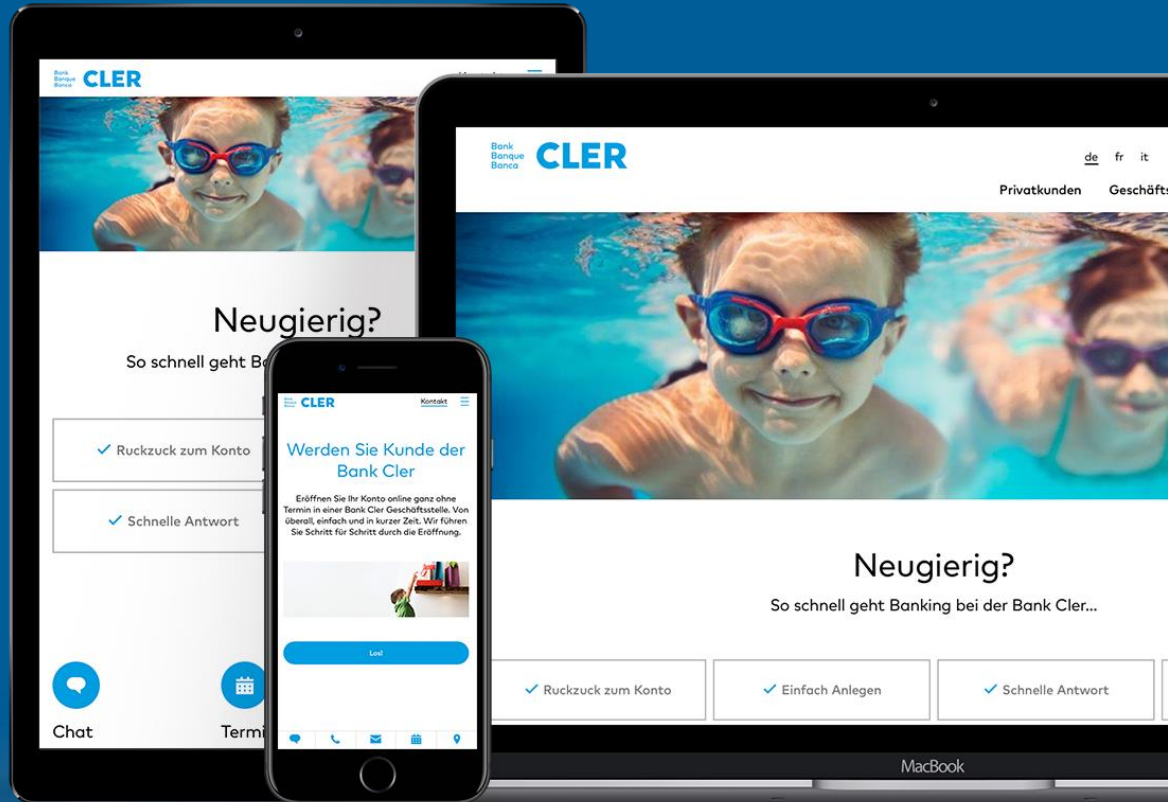 Bank
Banque
Banca
CLER
Neugierig?
So schnell geht
Ruckzuck zum Konto
Schnelle Antwort
Chat
Bank
Banque
Banca
CLER
Kontakt
Werden Sie Kunde der
Bank Cler
Eröffnen Sie Ihr Konto online ganz ohne
Termin in einer Bank Cler Geschäftsstelle. Von
überall, einfach und in kurzer Zeit. Wir führen
Sie Schritt für Schritt durch die Eröffnung.
Los!
Bank
Banque
Banca
CLER
de fr it
Privatkunden Geschäfts
Neugierig?
So schnell geht Banking bei der Bank Cler...
Ruckzuck zum Konto
Einfach Anlegen
Schnelle Antwort
MacBook